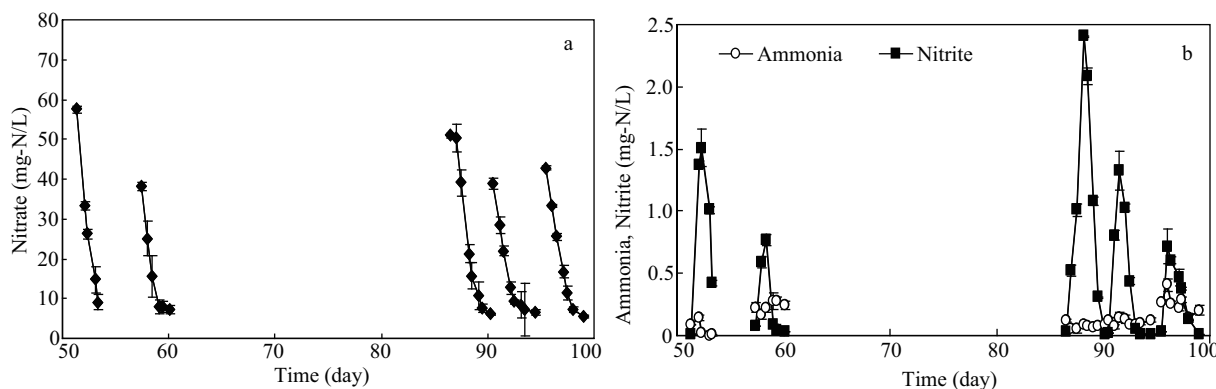 a
80
70
60
50
40
30
20
10
0
Nitrate (mg-N/L)
50 60 70 80 90 100
Time (day)
b
Ammonia Nitrite
2.5
2.0
1.5
1.0
0.5
0
Ammonia, Nitrite (mg-N/L)
50 60 70 80 90 100
Time (day)